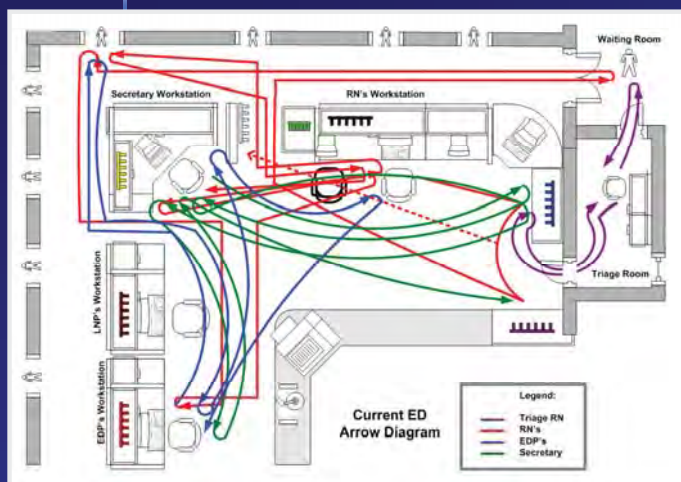 Waiting Room
Secretary Workstation
RN's Workstation
LNP's Workstation
Triage Room
EDP's Workstation
Current ED
Arrow Diagram
Legend:
Triage RN
RN's
EDP's
Secretary